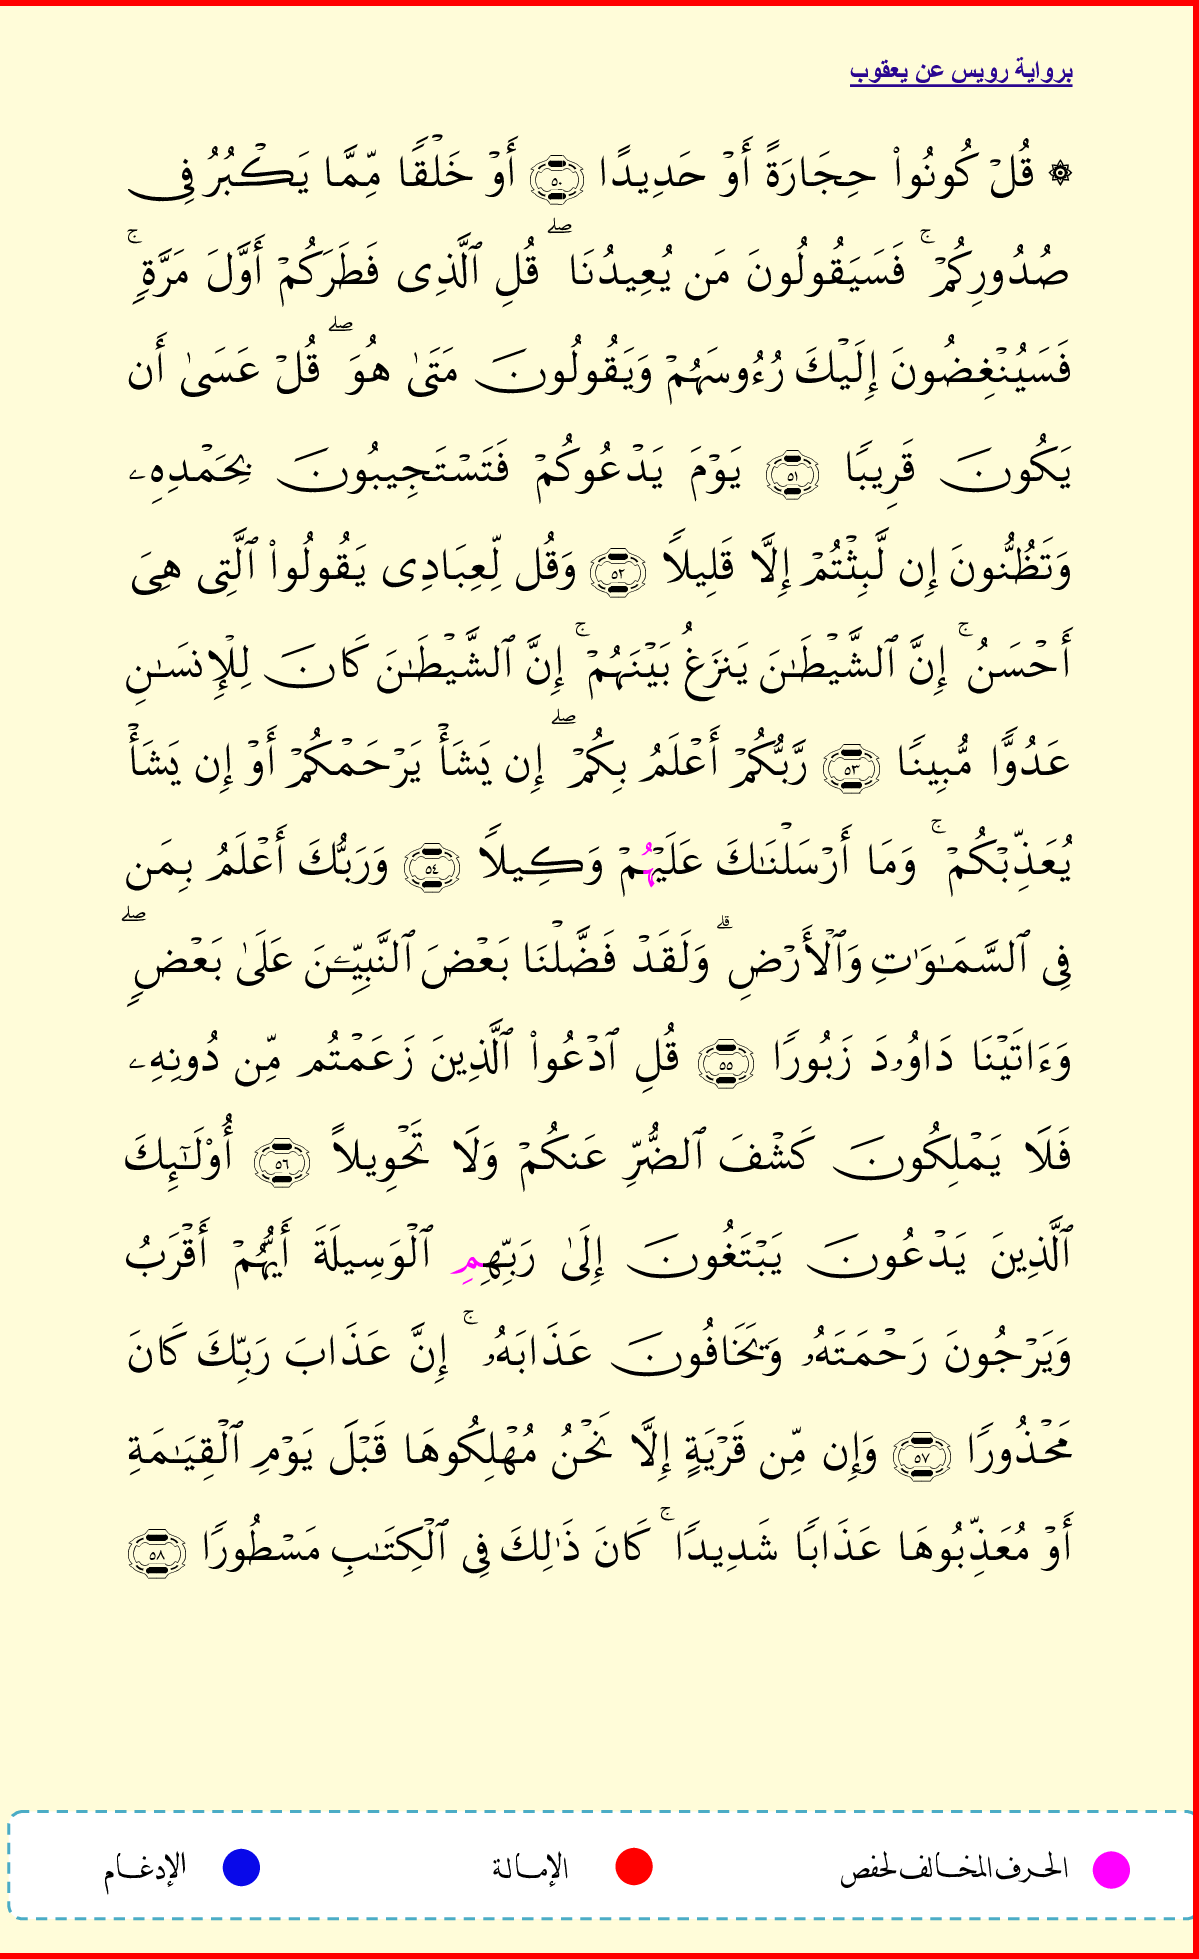 برواية رويس عن يعقوب
۞ قُلۡ كُونُواْ حِجَارَةً أَوۡ حَدِيدًا ٥٠ أَوۡ خَلۡقًا مِّمَّا يَكۡبُرُ فِى
صُدُورِكُمۡۚ فَسَيَقُولُونَ مَن يُعِيدُنَاۖ قُلِ ٱلَّذِى فَطَرَكُمۡ أَوَّلَ مَرَّةٍۚ
فَسَيُنۡغِضُونَ إِلَيۡكَ رُءُوسَهُمۡ وَيَقُولُونَ مَتَىٰ هُوَۖ قُلۡ عَسَىٰ أَن
يَكُونَ قَرِيبًا ٥١ يَوۡمَ يَدۡعُوكُمۡ فَتَسۡتَجِيبُونَ بِحَمۡدِهِۦ
وَتَظُنُّونَ إِن لَّبِثۡتُمۡ إِلَّا قَلِيلاً ٥٢ وَقُل لِّعِبَادِى يَقُولُواْ ٱلَّتِى هِىَ
أَحۡسَنُۚ إِنَّ ٱلشَّيۡطَـٰنَ يَنزَغُ بَيۡنَهُمۡۚ إِنَّ ٱلشَّيۡطَـٰنَ كَانَ لِلۡإِنسَـٰنِ
عَدُوًّا مُّبِينًا ٥٣ رَّبُّكُمۡ أَعۡلَمُ بِكُمۡۖ إِن يَشَأۡ يَرۡحَمۡكُمۡ أَوۡ إِن يَشَأۡ
يُعَذِّبۡكُمۡۚ وَمَا أَرۡسَلۡنَـٰكَ عَلَيۡهُمۡ وَكِيلاً ٥٤ وَرَبُّكَ أَعۡلَمُ بِمَن
فِى ٱلسَّمَـٰوَٰتِ وَٱلۡأَرۡضِۗ وَلَقَدۡ فَضَّلۡنَا بَعۡضَ ٱلنَّبِيِّـۧنَ عَلَىٰ بَعۡضٍۖ
وَءَاتَيۡنَا دَاوُۥدَ زَبُورًا ٥٥ قُلِ ٱدۡعُواْ ٱلَّذِينَ زَعَمۡتُم مِّن دُونِهِۦ
فَلَا يَمۡلِكُونَ كَشۡفَ ٱلضُّرِّ عَنكُمۡ وَلَا تَحۡوِيلاً ٥٦ أُوْلَـٰٓئِكَ
ٱلَّذِينَ يَدۡعُونَ يَبۡتَغُونَ إِلَىٰ رَبِّهِمِ ٱلۡوَسِيلَةَ أَيُّهُمۡ أَقۡرَبُ
وَيَرۡجُونَ رَحۡمَتَهُۥ وَيَخَافُونَ عَذَابَهُۥۚ إِنَّ عَذَابَ رَبِّكَ كَانَ
مَحۡذُورًا ٥٧ وَإِن مِّن قَرۡيَةٍ إِلَّا نَحۡنُ مُهۡلِكُوهَا قَبۡلَ يَوۡمِ ٱلۡقِيَـٰمَةِ
أَوۡ مُعَذِّبُوهَا عَذَابًا شَدِيدًاۚ كَانَ ذَٰلِكَ فِى ٱلۡكِتَـٰبِ مَسۡطُورًا ٥٨
الحرف المخالف لحفص الإمالة الإدغام